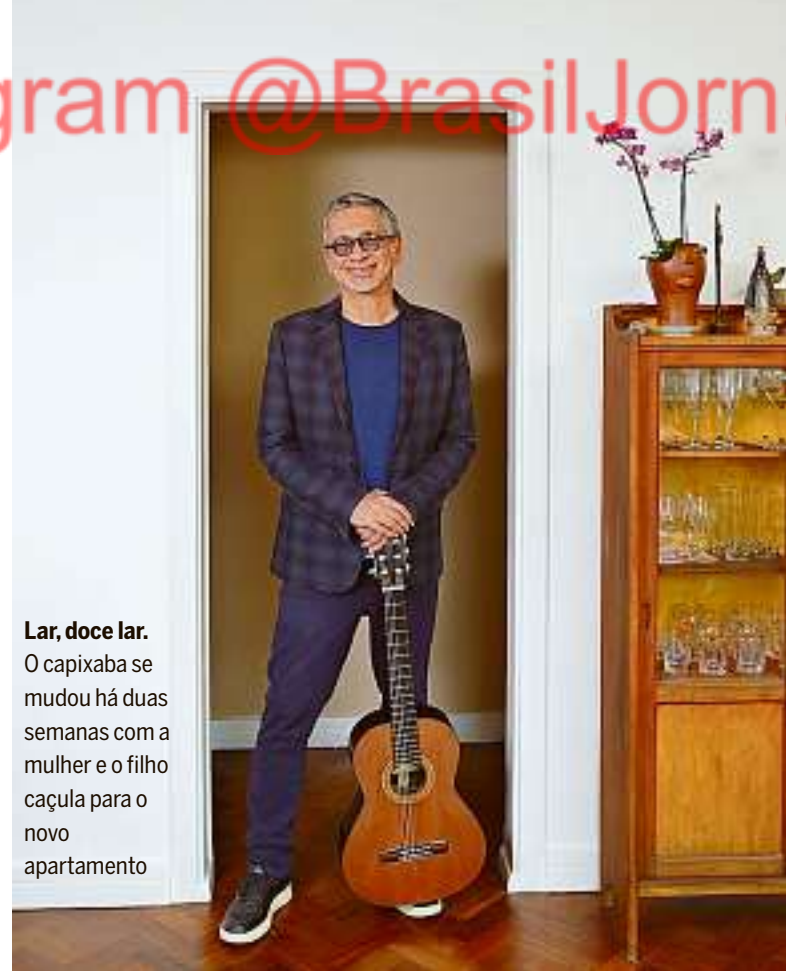 gram @BrasilJorn
Lar, doce lar.
O capixaba se
mudou há duas
semanas com a
mulher e o filho
caçula para o
novo
apartamento